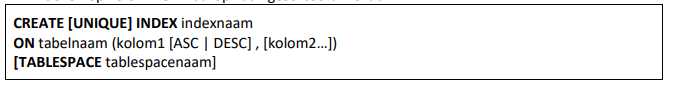 CREATE [UNIQUE] INDEX indexnaam
ON tabelnaam (kolom1 [ASC | DESC] , [kolom2...])
[TABLESPACE tablespacenaam]